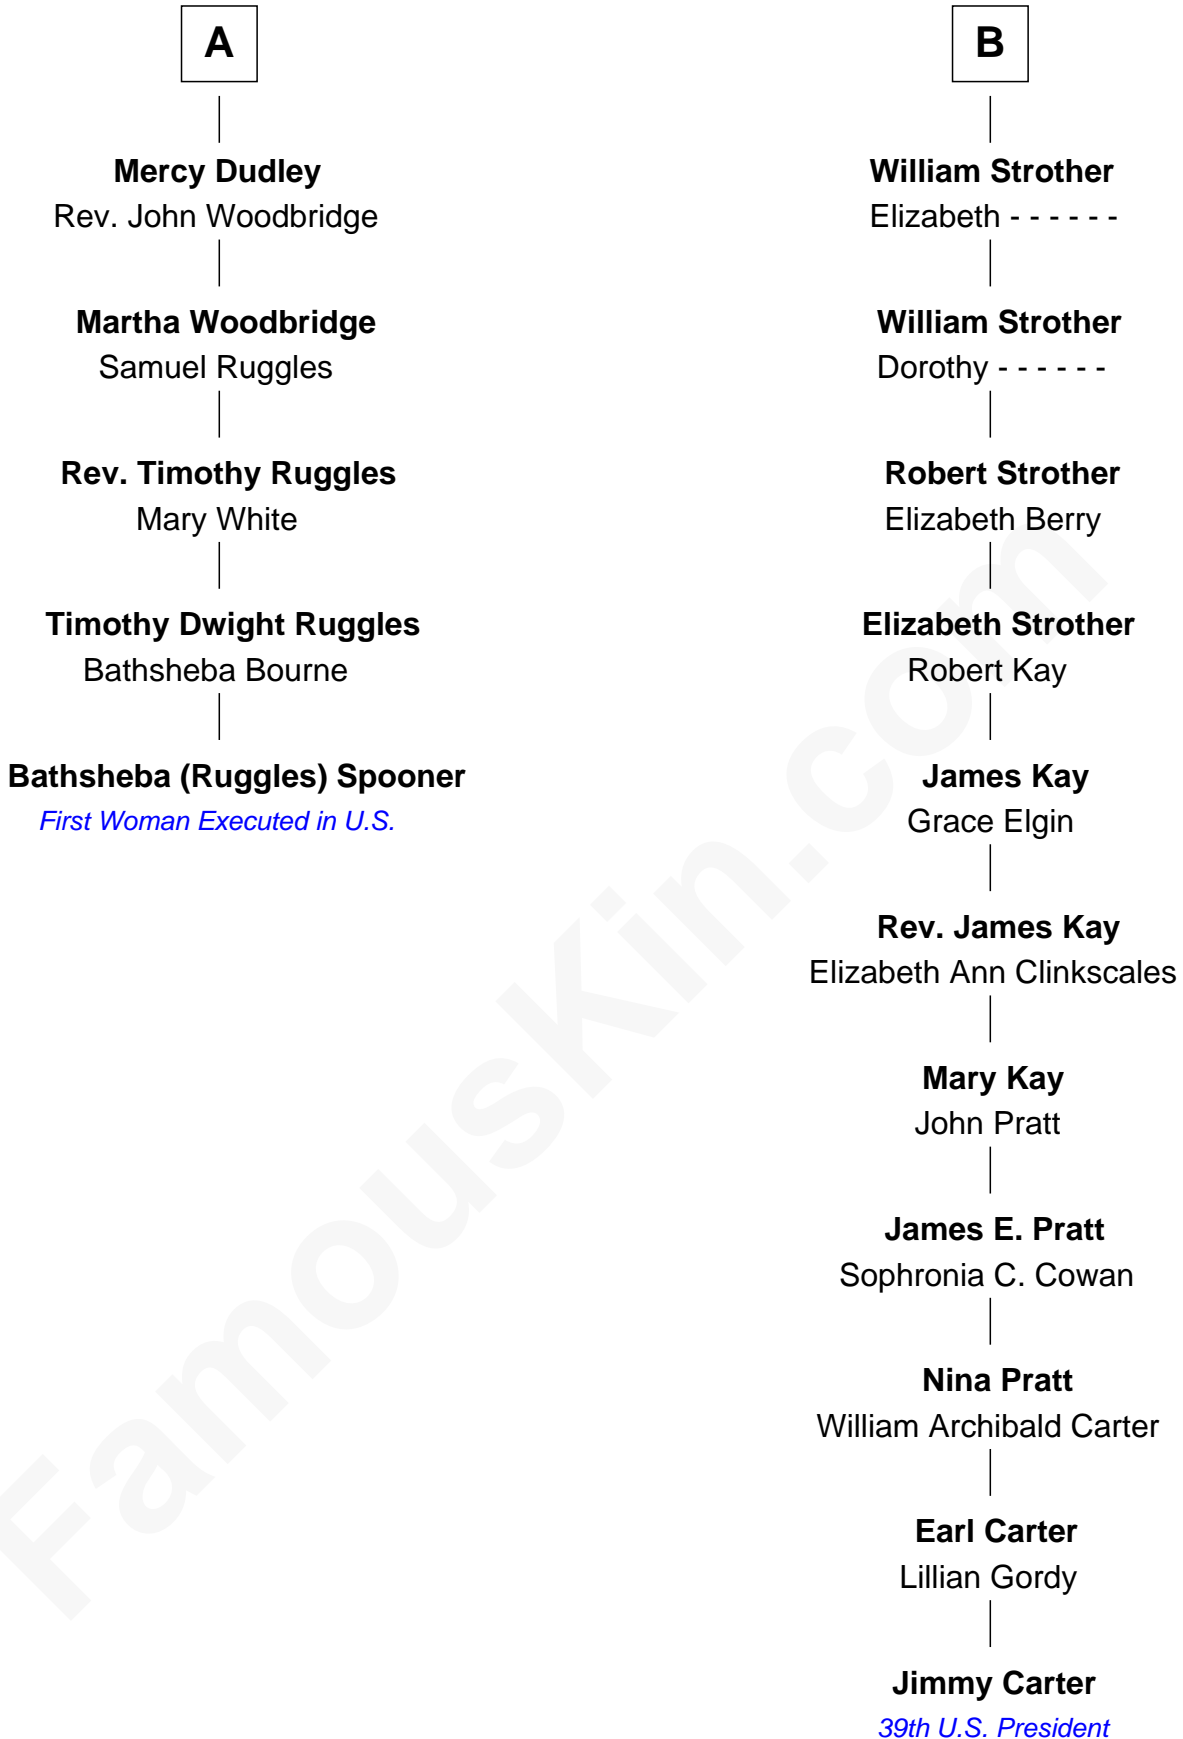 A
Mercy Dudley
Rev. John Woodbridge
Martha Woodbridge
Samuel Ruggles
Rev. Timothy Ruggles
Mary White
Timothy Dwight Ruggles
Bathsheba Bourne
Bathsheba (Ruggles) Spooner
First Woman Executed in U.S.
B
William Strother
Elizabeth - - - - - -
William Strother
Dorothy - - - - - -
Robert Strother
Elizabeth Berry
Elizabeth Strother
Robert Kay
James Kay
Grace Elgin
Rev. James Kay
Elizabeth Ann Clinkscales
Mary Kay
John Pratt
James E. Pratt
Sophronia C. Cowan
Nina Pratt
William Archibald Carter
Earl Carter
Lillian Gordy
Jimmy Carter
39th U.S. President
FamousKin.com